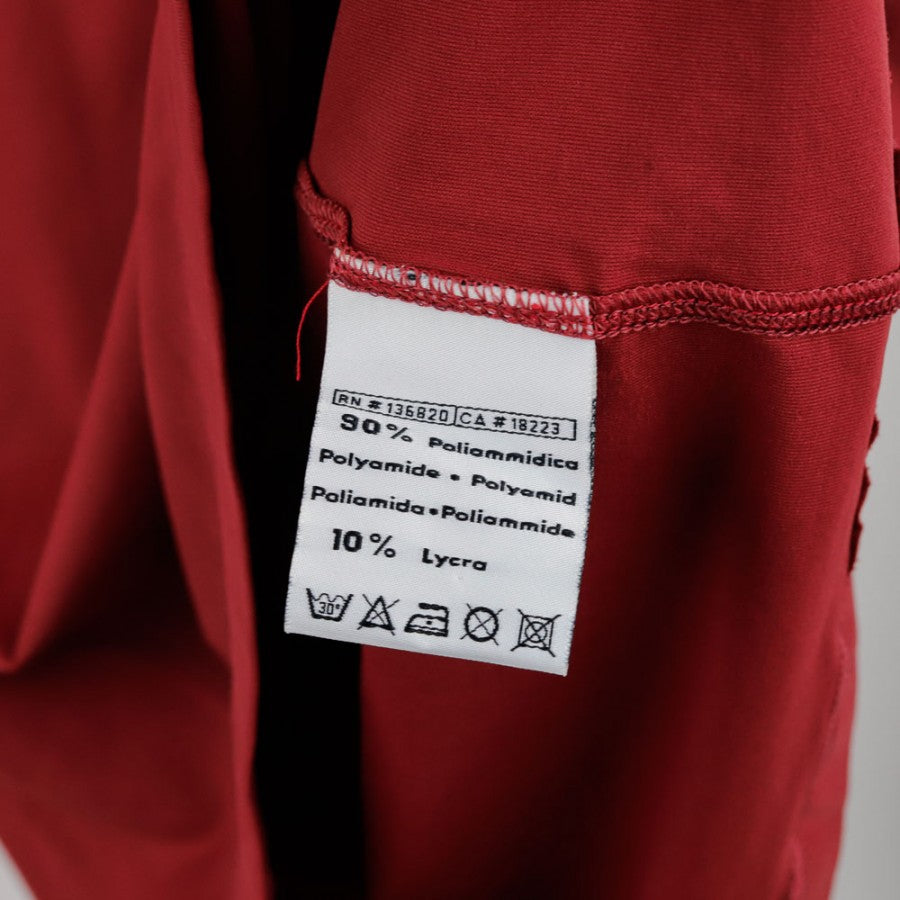 RN # 136820 CA # 18223
90% Poliammidica
Polyamide • Polyamid
Poliamida • Poliammide
10% Lycra
30°